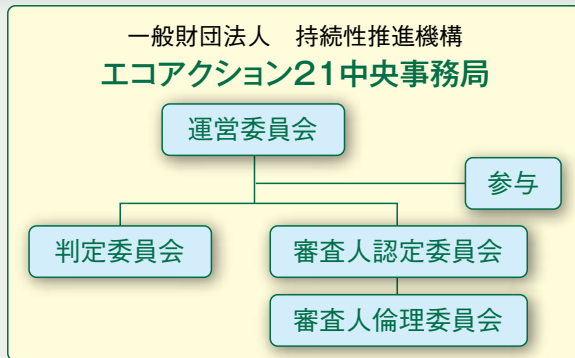 一般財団法人　持続性推進機構
エコアクション21中央事務局
運営委員会
参与
判定委員会
審査人認定委員会
審査人倫理委員会